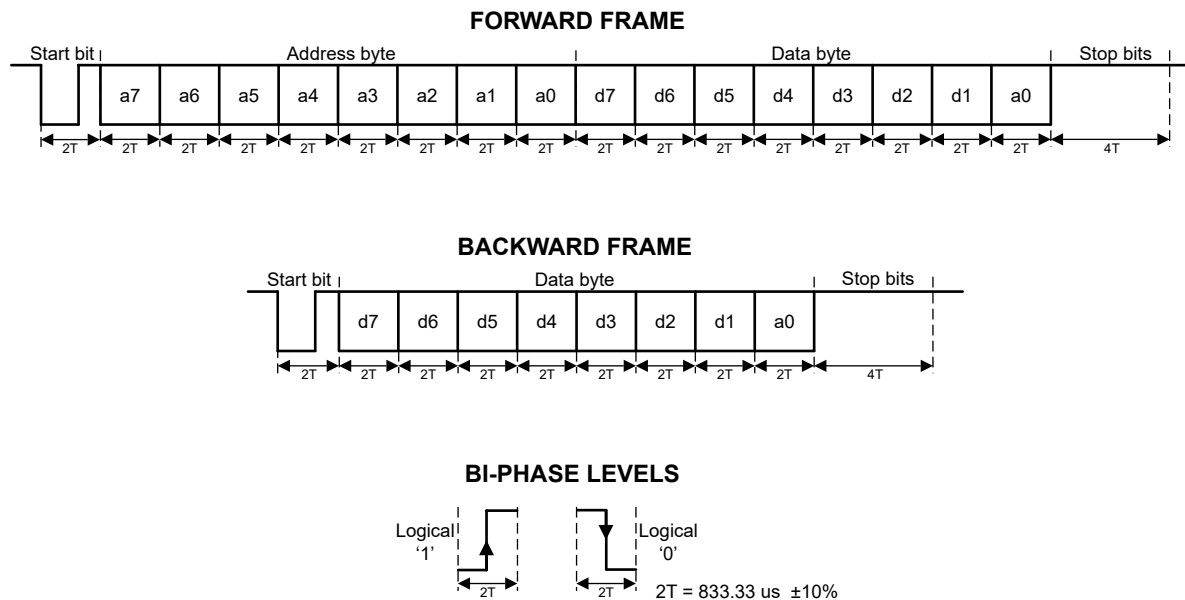 FORWARD FRAME
Start bit Address byte Data byte Stop bits
a7 a6 a5 a4 a3 a2 a1 a0 d7 d6 d5 d4 d3 d2 d1 a0
2T 2T 2T 2T 2T 2T 2T 2T 2T 2T 2T 2T 2T 2T 2T 2T 2T 4T
BACKWARD FRAME
Start bit Data byte Stop bits
d7 d6 d5 d4 d3 d2 d1 a0
2T 2T 2T 2T 2T 2T 2T 2T 2T 4T
BI-PHASE LEVELS
Logical Logical
‘1’ ‘0’
2T 2T 2T = 833.33 us ±10%